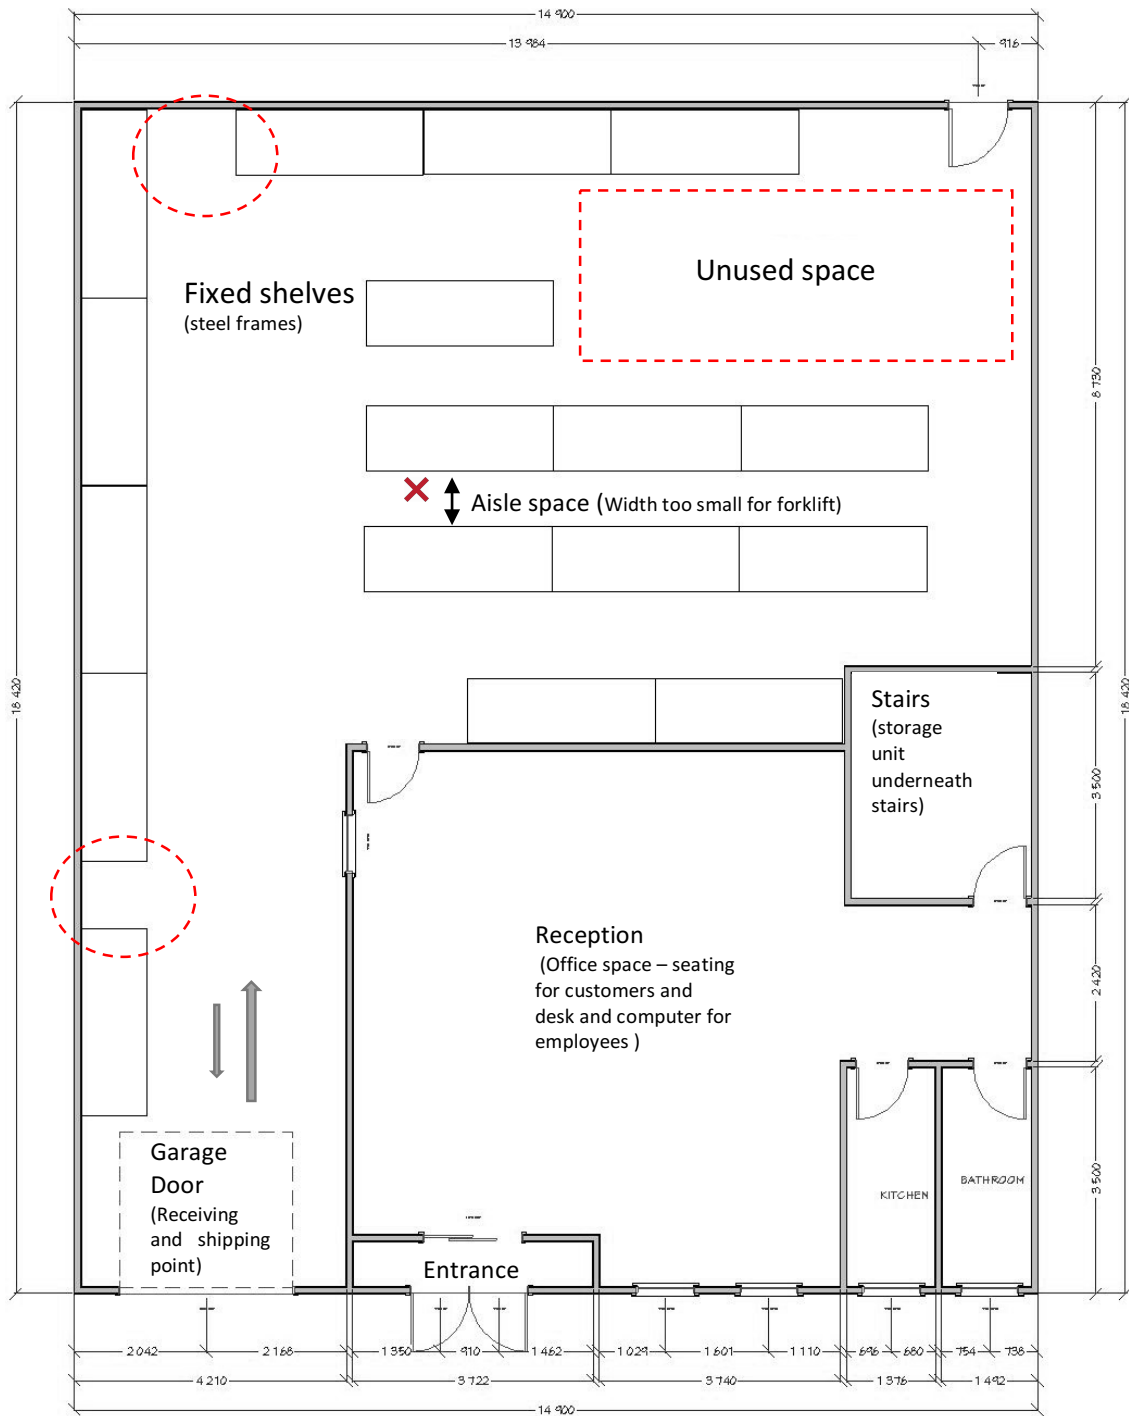 14 900
13 984
916
Unused space
Fixed shelves
(steel frames)
8 730
Aisle space (Width too small for forklift)
18 420
18 420
Stairs
(storage
unit
underneath
stairs)
3 500
Reception
(Office space – seating
for customers and
desk and computer for
employees )
2 420
Garage
Door
(Receiving
and shipping
point)
KITCHEN
BATHROOM
3 500
Entrance
2 042
2 168
1 350
910
1 462
1 029
1 601
1 110
696
680
754
738
4 210
3 722
3 740
1 376
1 492
14 900